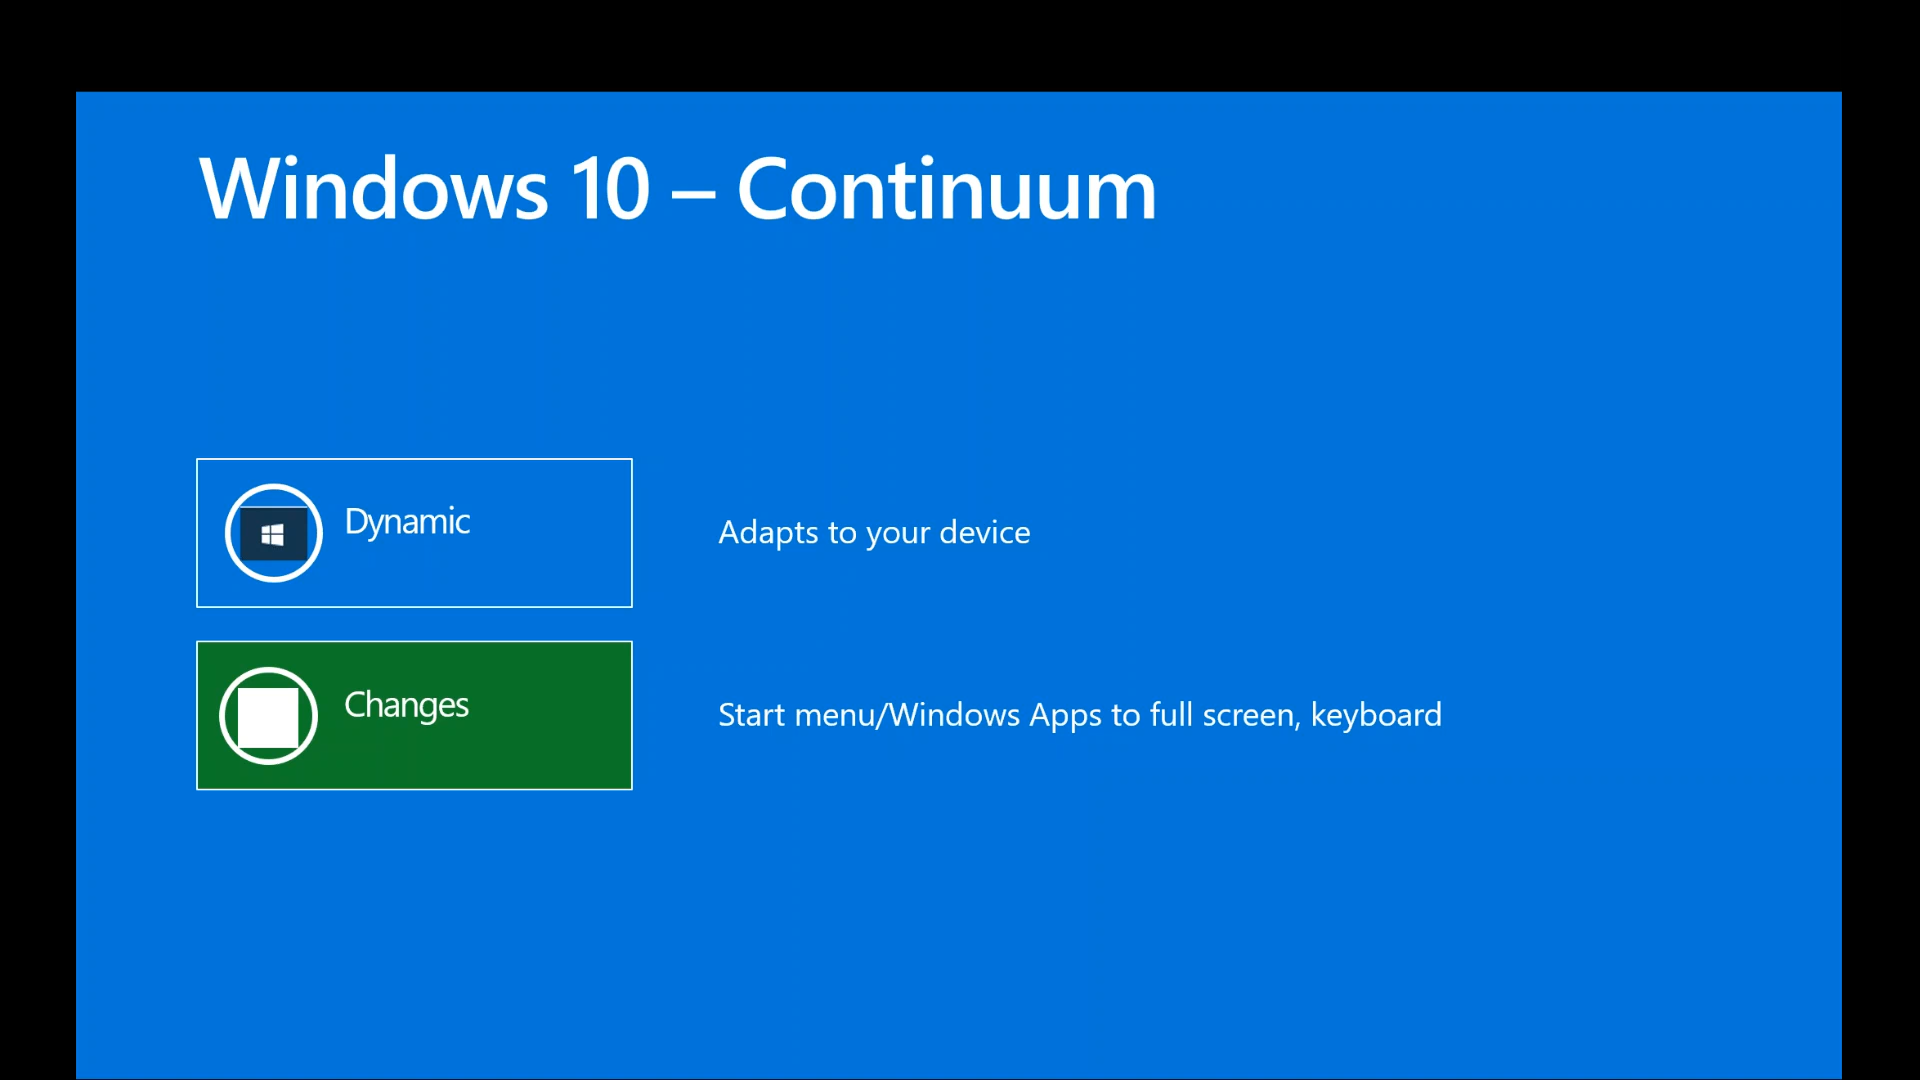 Windows 10 – Continuum
Dynamic
Adapts to your device
Changes
Start menu/Windows Apps to full screen, keyboard